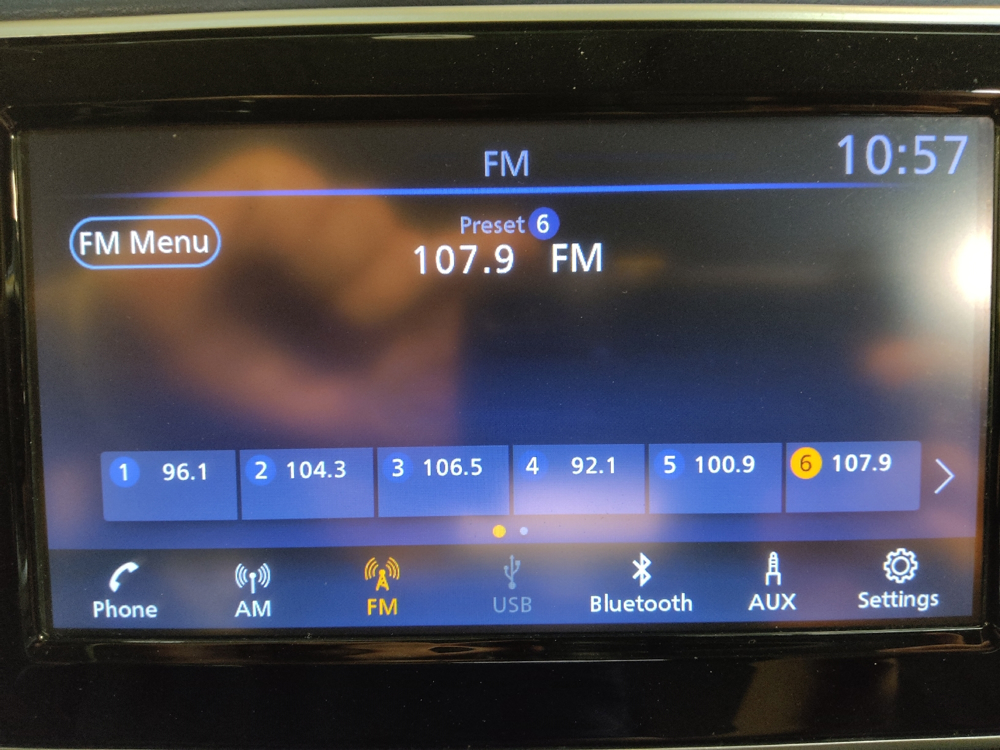 FM 10:57
FM Menu
Preset 6
107.9 FM
1 96.1 2 104.3 3 106.5 4 92.1 5 100.9 6 107.9
Phone AM FM USB Bluetooth AUX Settings